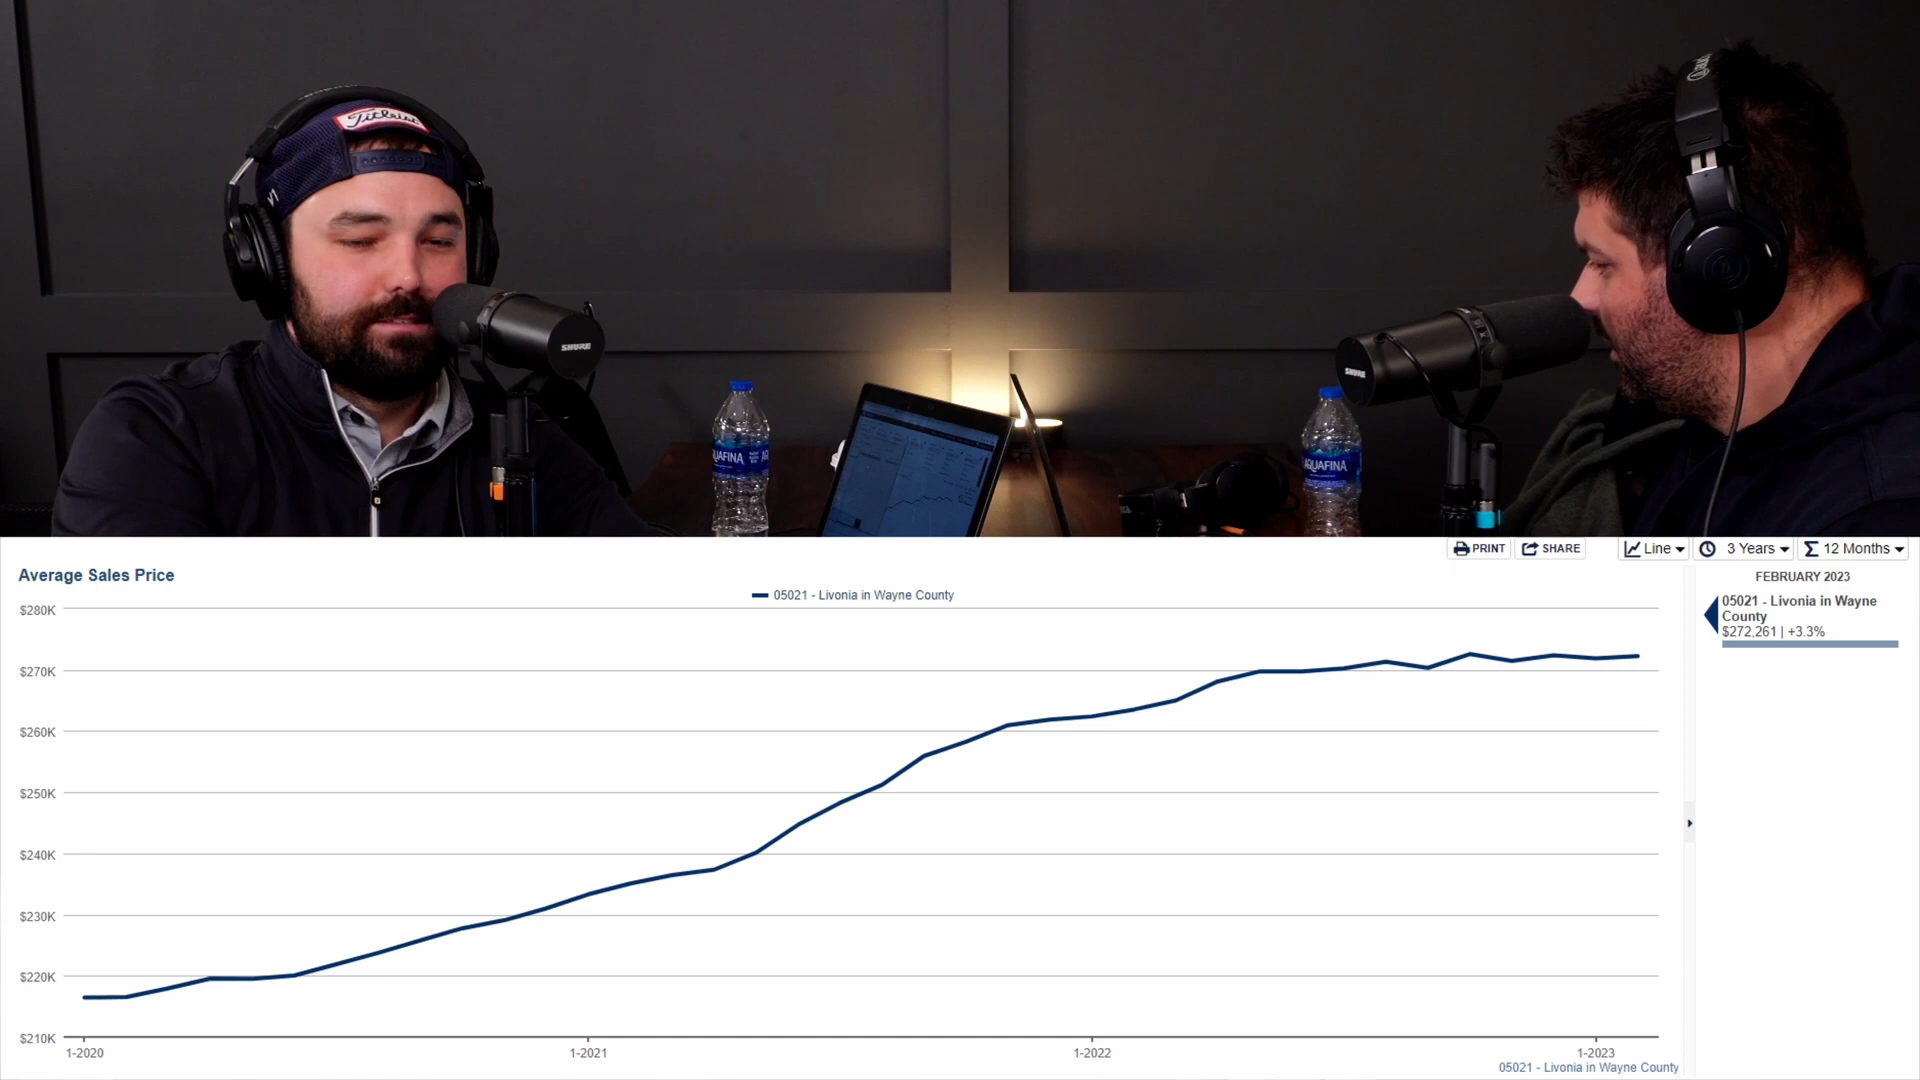 Titleist
SHURE
SHURE
AQUAFINA
AQUAFINA
PRINT
SHARE
Line
3 Years
12 Months
Average Sales Price
05021 - Livonia in Wayne County
FEBRUARY 2023
05021 - Livonia in Wayne
County
$272,261 | +3.3%
$280K
$270K
$260K
$250K
$240K
$230K
$220K
$210K
1-2020
1-2021
1-2022
1-2023
05021 - Livonia in Wayne County